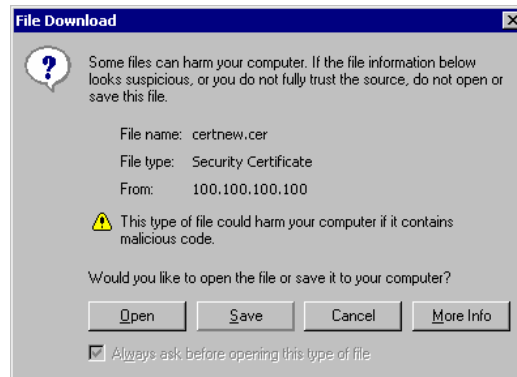 File Download
Some files can harm your computer. If the file information below
looks suspicious, or you do not fully trust the source, do not open or
save this file.
File name: certnew.cer
File type: Security Certificate
From: 100.100.100.100
This type of file could harm your computer if it contains
malicious code.
Would you like to open the file or save it to your computer?
Open Save Cancel More Info
Always ask before opening this type of file